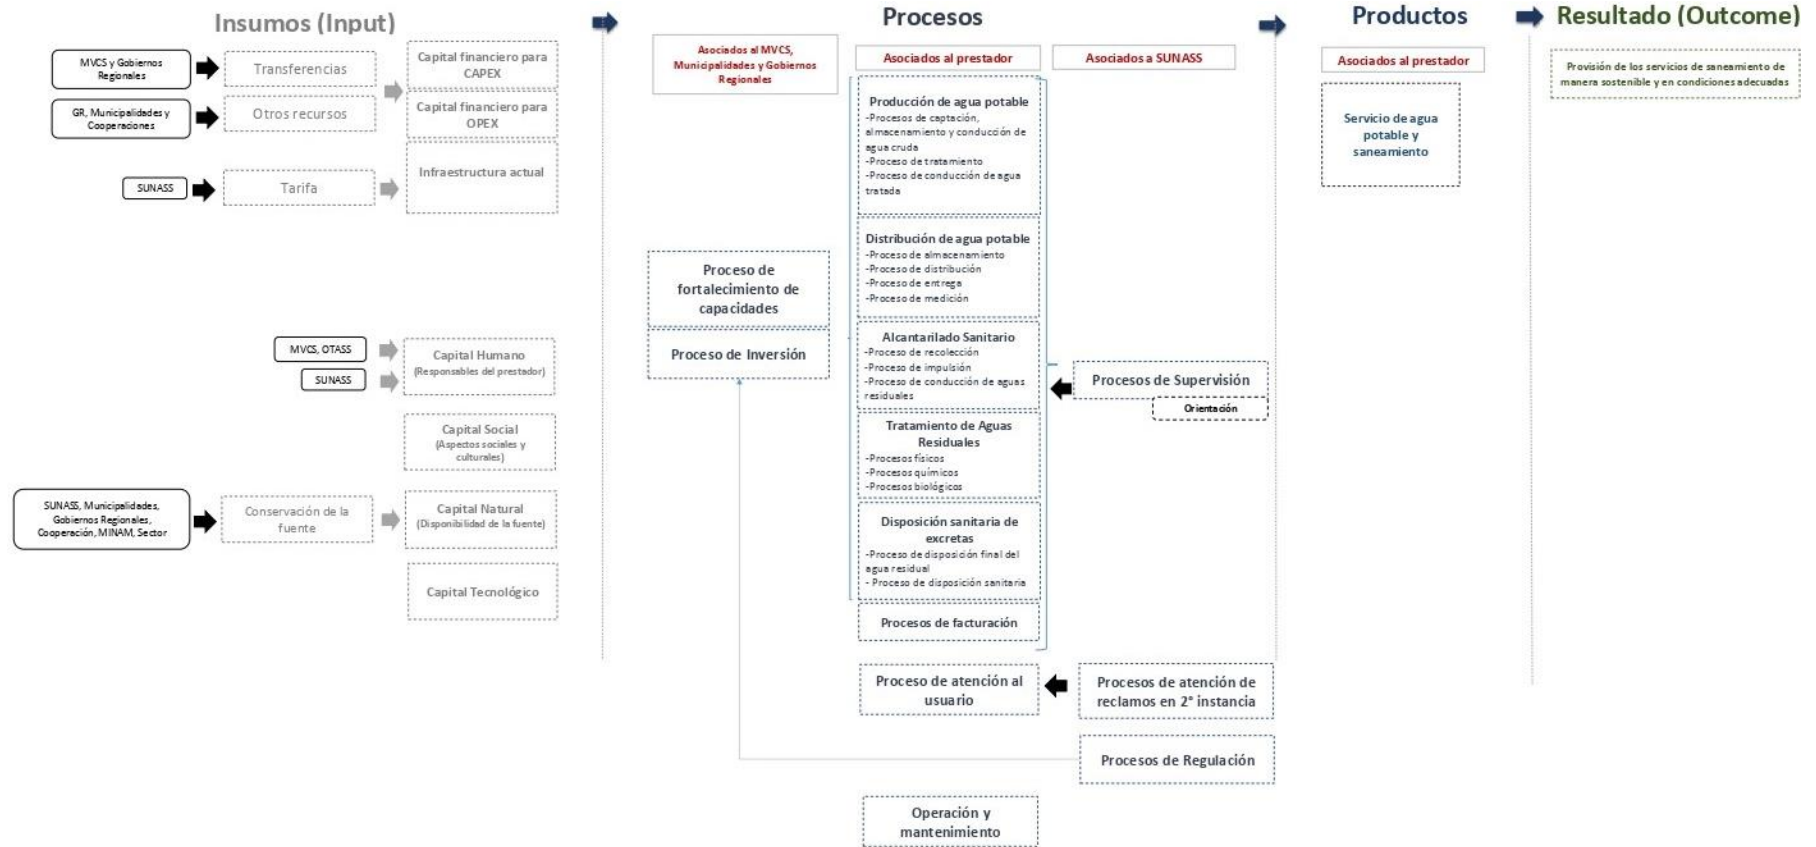 Insumos (Input)
MVCS y Gobiernos
Regionales
Transferencias
Capital financiero para
CAPEX
GR, Municipalidades y
Cooperaciones
Otros recursos
Capital financiero para
OPEX
SUNASS
Tarifa
Infraestructura actual
MVCS, OTASS
SUNASS
Capital Humano
(Responsables del prestador)
Capital Social
(Aspectos sociales y
culturales)
SUNASS, Municipalidades,
Gobiernos Regionales,
Cooperación, MINAM, Sector
Conservación de la
fuente
Capital Natural
(Disponibilidad de la fuente)
Capital Tecnológico
Procesos
Asociados al MVCS,
Municipalidades y Gobiernos
Regionales
Proceso de
fortalecimiento de
capacidades
Proceso de Inversión
Asociados al prestador
Producción de agua potable
-Procesos de captación,
almacenamiento y conducción de
agua cruda
-Proceso de tratamiento
-Proceso de conducción de agua
tratada
Distribución de agua potable
-Proceso de almacenamiento
-Proceso de distribución
-Proceso de entrega
-Proceso de medición
Alcantarilado Sanitario
-Proceso de recolección
-Proceso de impulsión
-Proceso de conducción de aguas
residuales
Tratamiento de Aguas
Residuales
-Procesos físicos
-Procesos químicos
-Procesos biológicos
Disposición sanitaria de
excretas
-Proceso de disposición final del
agua residual
- Proceso de disposición sanitaria
Procesos de facturación
Proceso de atención al
usuario
Operación y
mantenimiento
Asociados a SUNASS
Procesos de Supervisión
Orientación
Procesos de atención de
reclamos en 2° instancia
Procesos de Regulación
Productos
Asociados al prestador
Servicio de agua
potable y
saneamiento
Resultado (Outcome)
Provisión de los servicios de saneamiento de
manera sostenible y en condiciones adecuadas